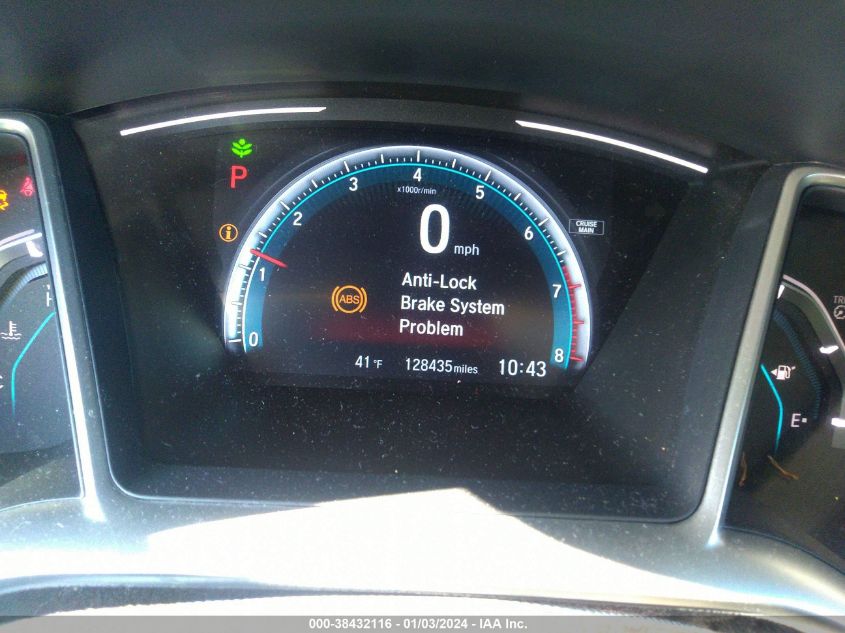 P
x1000r/min
0 1 2 3 4 5 6 7 8
0 mph
CRUISE
MAIN
ABS
Anti-Lock
Brake System
Problem
41°F 128435 miles 10:43
H
C
E
TRI
000-38432116 - 01/03/2024 - IAA Inc.